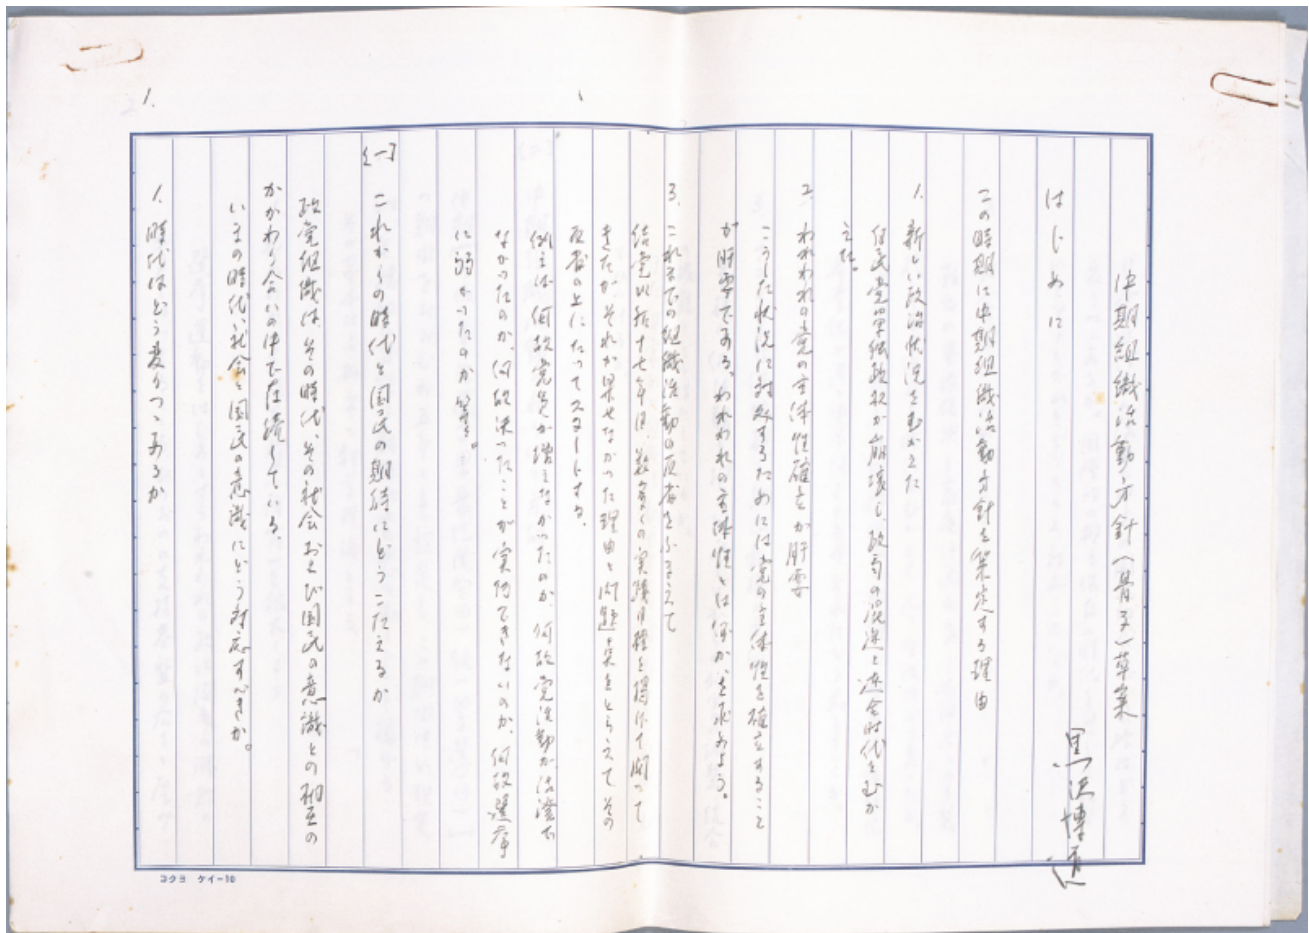 1.
中期組織活動方針(骨子)草案
黒沢博道
はじめに
この時期に中期組織活動方針を策定する理由
1. 新しい政治状況をむかえた
自民党単独政权が崩壊し、政局の混迷と連合時代をむか
えた。
2. われわれの党の主体性確立が肝要
こうした状況に対処するためには党の主体性を確立すること
が肝要である。われわれの主体性とは何か、を求めよう。
3. これまでの組織活動の反省をふまえて
結党以来十七年目、数多くの実践目標を掲げて闘って
きたが、それが果せなかった理由と問題点をとらえてその
反省の上にたってスタートする。
例えば、何故党党が増えなかったのか、何故党活動が活溌で
なかったのか、何故決ったことが実行できないのか、何故選挙
に弱かったのか等々。
[一] これからの時代と国民の期待にどうこたえるか
政党組織は、その時代、その社会および国民の意識との相互の
かかわり合いの中で存続している。
いまの時代、社会と国民の意識にどう対応すべきか。
1. 時代はどう変りつゝあるか
コクヨ ケイ-10